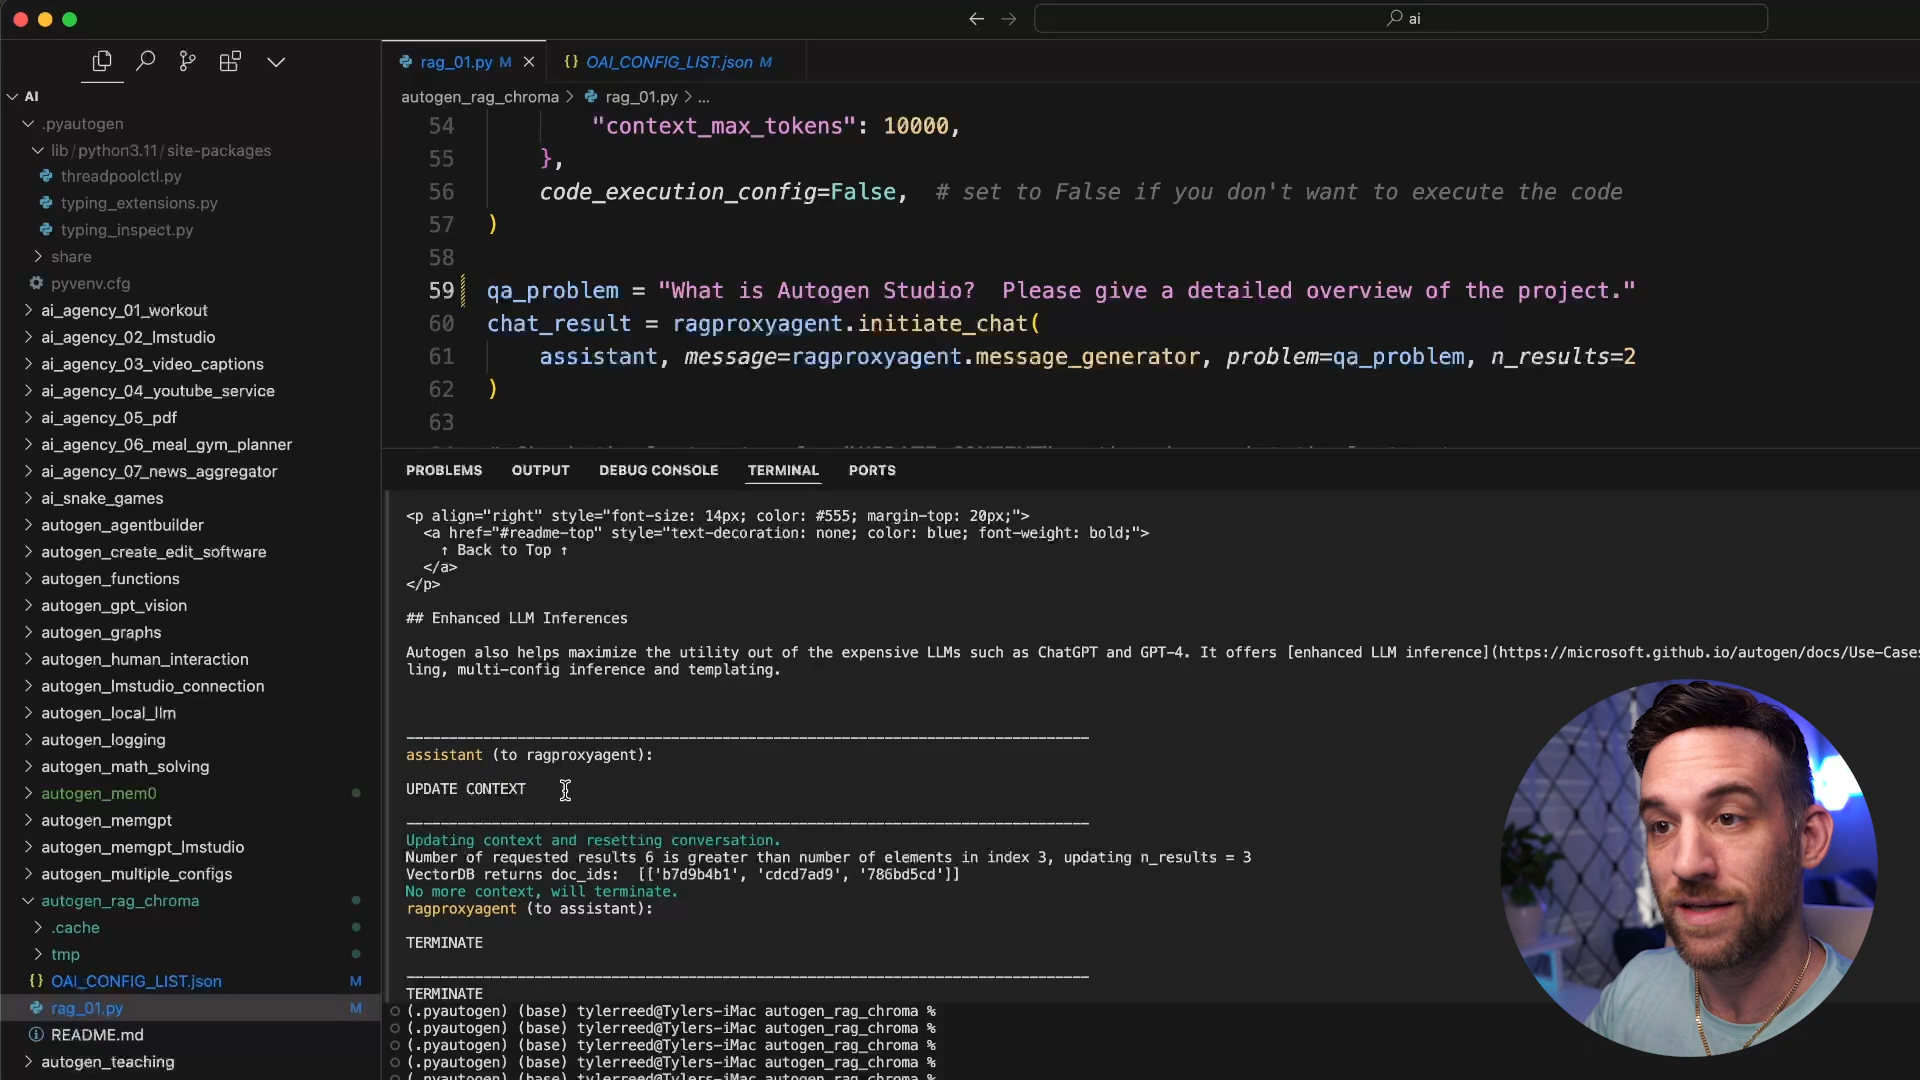 ai
rag_01.py M
{} OAI_CONFIG_LIST.json M
AI
autogen_rag_chroma > rag_01.py > ...
.pyautogen
lib/python3.11/site-packages
threadpoolctl.py
typing_extensions.py
typing_inspect.py
share
pyvenv.cfg
ai_agency_01_workout
ai_agency_02_lmstudio
ai_agency_03_video_captions
ai_agency_04_youtube_service
ai_agency_05_pdf
ai_agency_06_meal_gym_planner
ai_agency_07_news_aggregator
ai_snake_games
autogen_agentbuilder
autogen_create_edit_software
autogen_functions
autogen_gpt_vision
autogen_graphs
autogen_human_interaction
autogen_lmstudio_connection
autogen_local_llm
autogen_logging
autogen_math_solving
autogen_mem0
autogen_memgpt
autogen_memgpt_lmstudio
autogen_multiple_configs
autogen_rag_chroma
.cache
tmp
{} OAI_CONFIG_LIST.json M
rag_01.py M
README.md
autogen_teaching
54 "context_max_tokens": 10000,
55 },
56 code_execution_config=False, # set to False if you don't want to execute the code
57 )
58
59 qa_problem = "What is Autogen Studio?  Please give a detailed overview of the project."
60 chat_result = ragproxyagent.initiate_chat(
61 assistant, message=ragproxyagent.message_generator, problem=qa_problem, n_results=2
62 )
63
PROBLEMS OUTPUT DEBUG CONSOLE TERMINAL PORTS
<p align="right" style="font-size: 14px; color: #555; margin-top: 20px;">
<a href="#readme-top" style="text-decoration: none; color: blue; font-weight: bold;">
↑ Back to Top ↑
</a>
</p>
## Enhanced LLM Inferences
Autogen also helps maximize the utility out of the expensive LLMs such as ChatGPT and GPT-4. It offers [enhanced LLM inference](https://microsoft.github.io/autogen/docs/Use-Cases
ling, multi-config inference and templating.
assistant (to ragproxyagent):
UPDATE CONTEXT
Updating context and resetting conversation.
Number of requested results 6 is greater than number of elements in index 3, updating n_results = 3
VectorDB returns doc_ids:  [['b7d9b4b1', 'cdcd7ad9', '786bd5cd']]
No more context, will terminate.
ragproxyagent (to assistant):
TERMINATE
TERMINATE
(.pyautogen) (base) tylerreed@Tylers-iMac autogen_rag_chroma %
(.pyautogen) (base) tylerreed@Tylers-iMac autogen_rag_chroma %
(.pyautogen) (base) tylerreed@Tylers-iMac autogen_rag_chroma %
(.pyautogen) (base) tylerreed@Tylers-iMac autogen_rag_chroma %